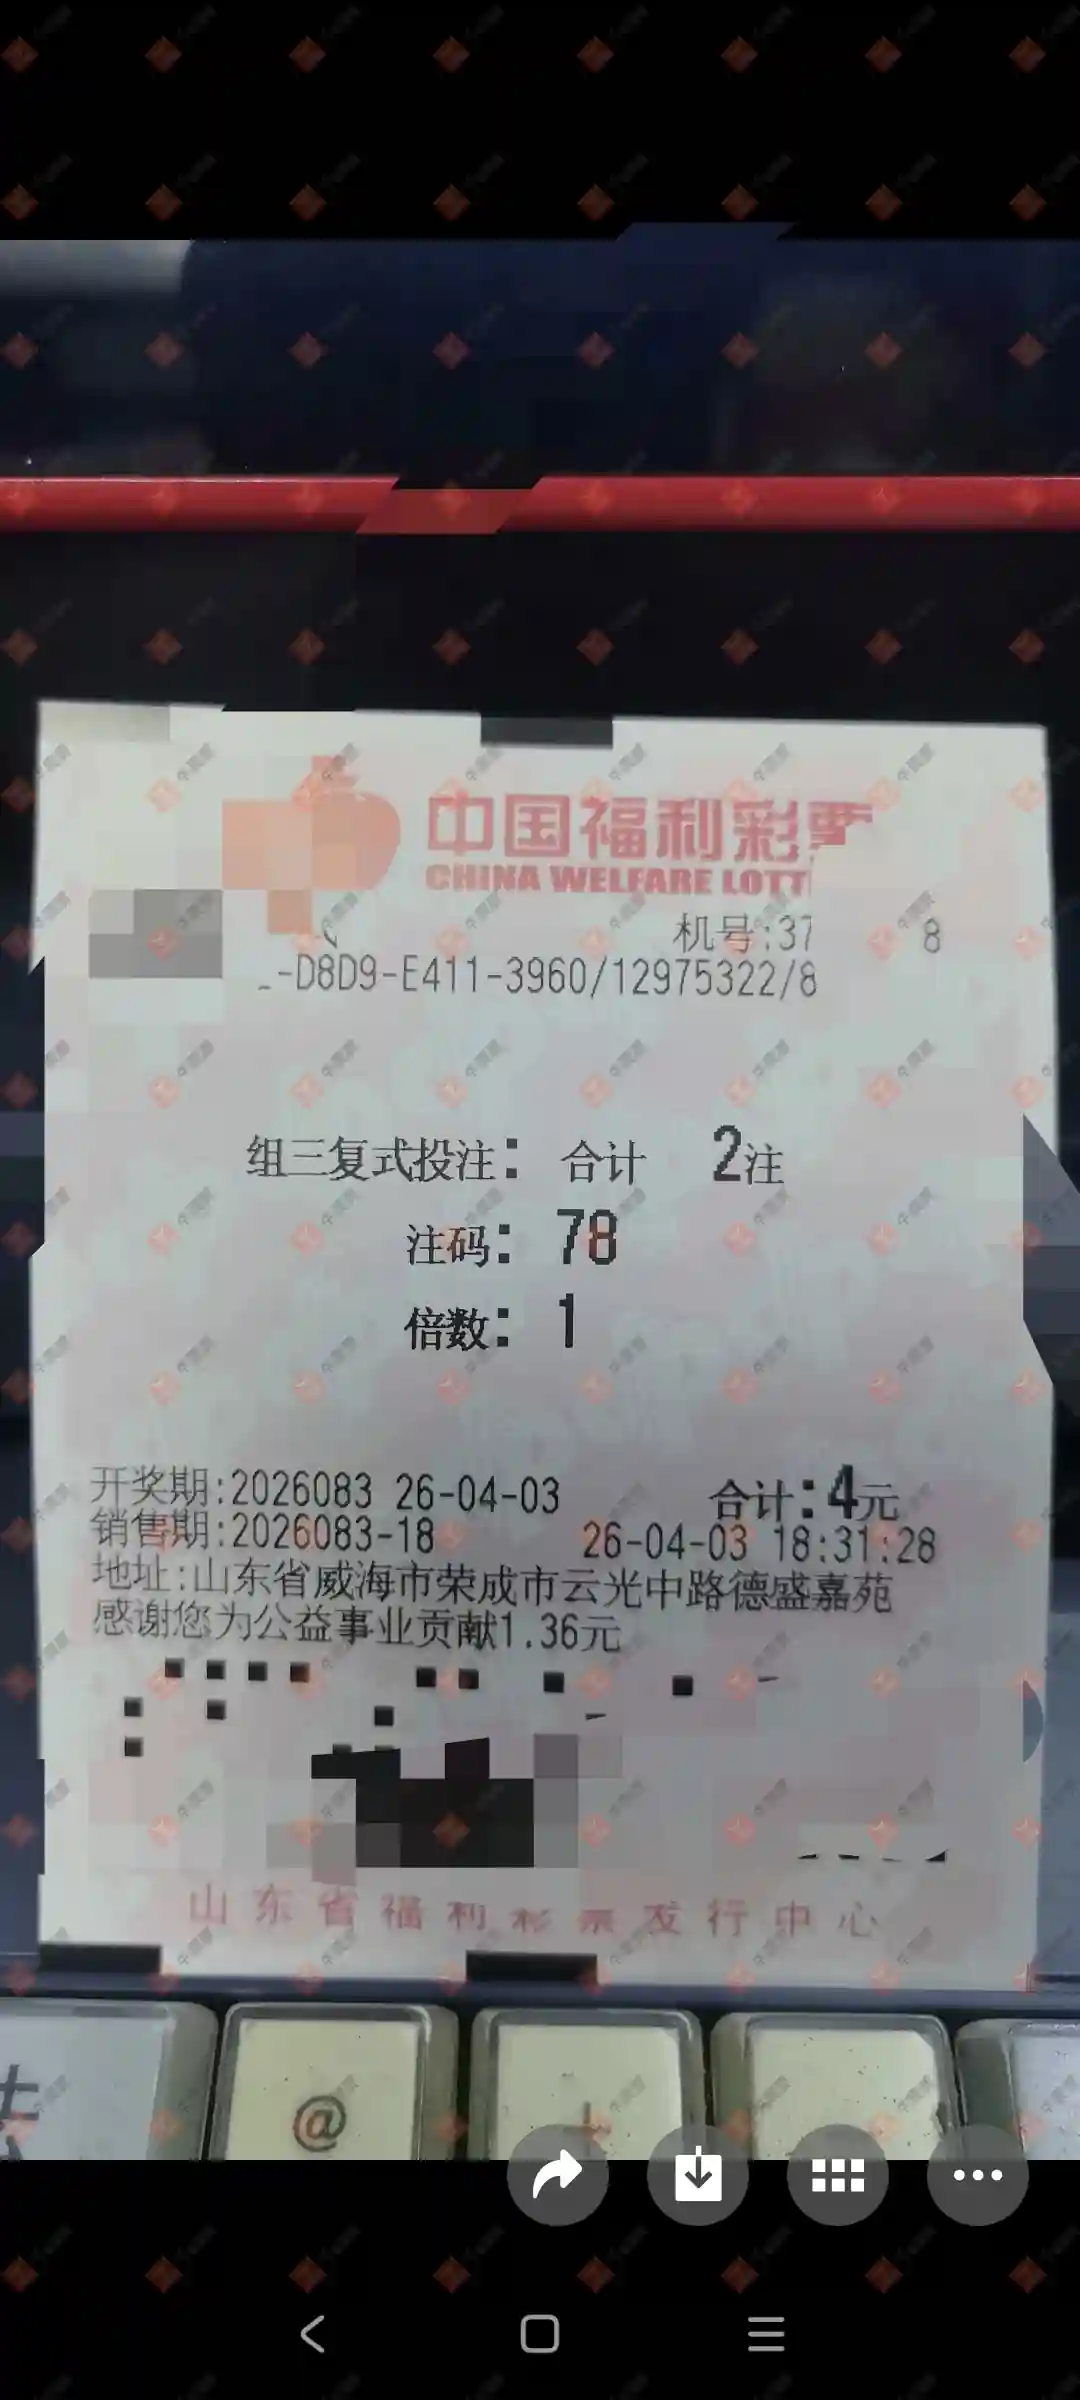 中国福利彩票
CHINA WELFARE LOTT
机号:37 8
-D8D9-E411-3960/12975322/8
组三复式投注: 合计 2注
注码: 78
倍数: 1
开奖期:2026083 26-04-03 合计:4元
销售期:2026083-18 26-04-03 18:31:28
地址:山东省威海市荣成市云光中路德盛嘉苑
感谢您为公益事业贡献1.36元
山东省福利彩票发行中心
@